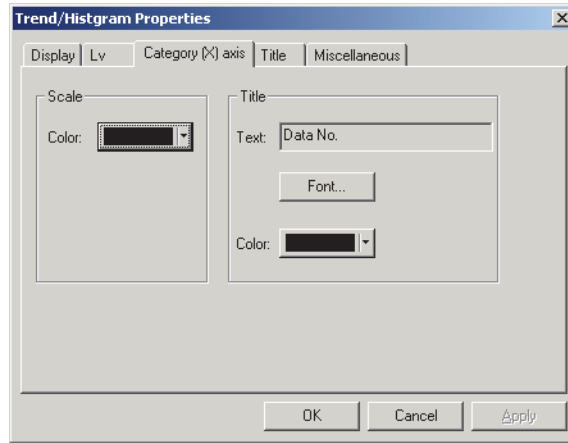 Trend/Histgram Properties
Display Lv Category (X) axis Title Miscellaneous
Scale
Color:
Title
Text: Data No.
Font...
Color:
OK Cancel Apply